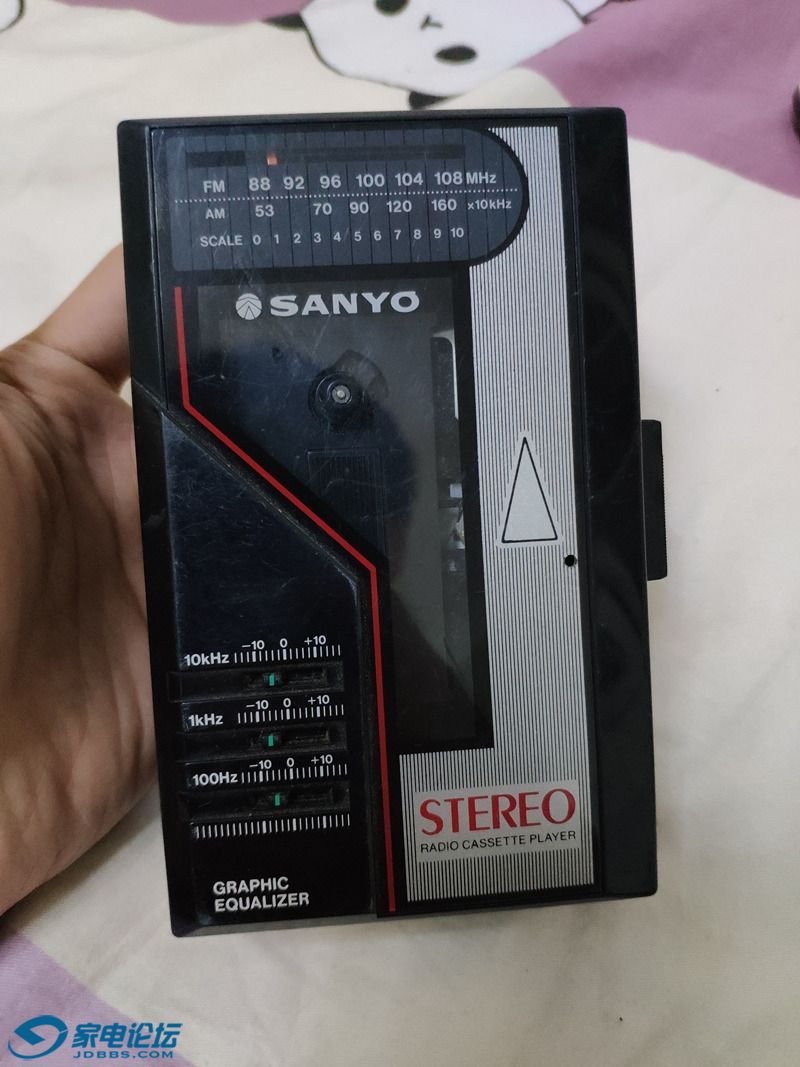 FM 88 92 96 100 104 108 MHz
AM 53 70 90 120 160 x10kHz
SCALE 0 1 2 3 4 5 6 7 8 9 10
SANYO
-10 0 +10
10kHz
-10 0 +10
1kHz
-10 0 +10
100Hz
GRAPHIC
EQUALIZER
STEREO
RADIO CASSETTE PLAYER
家电论坛
JDBBS.COM